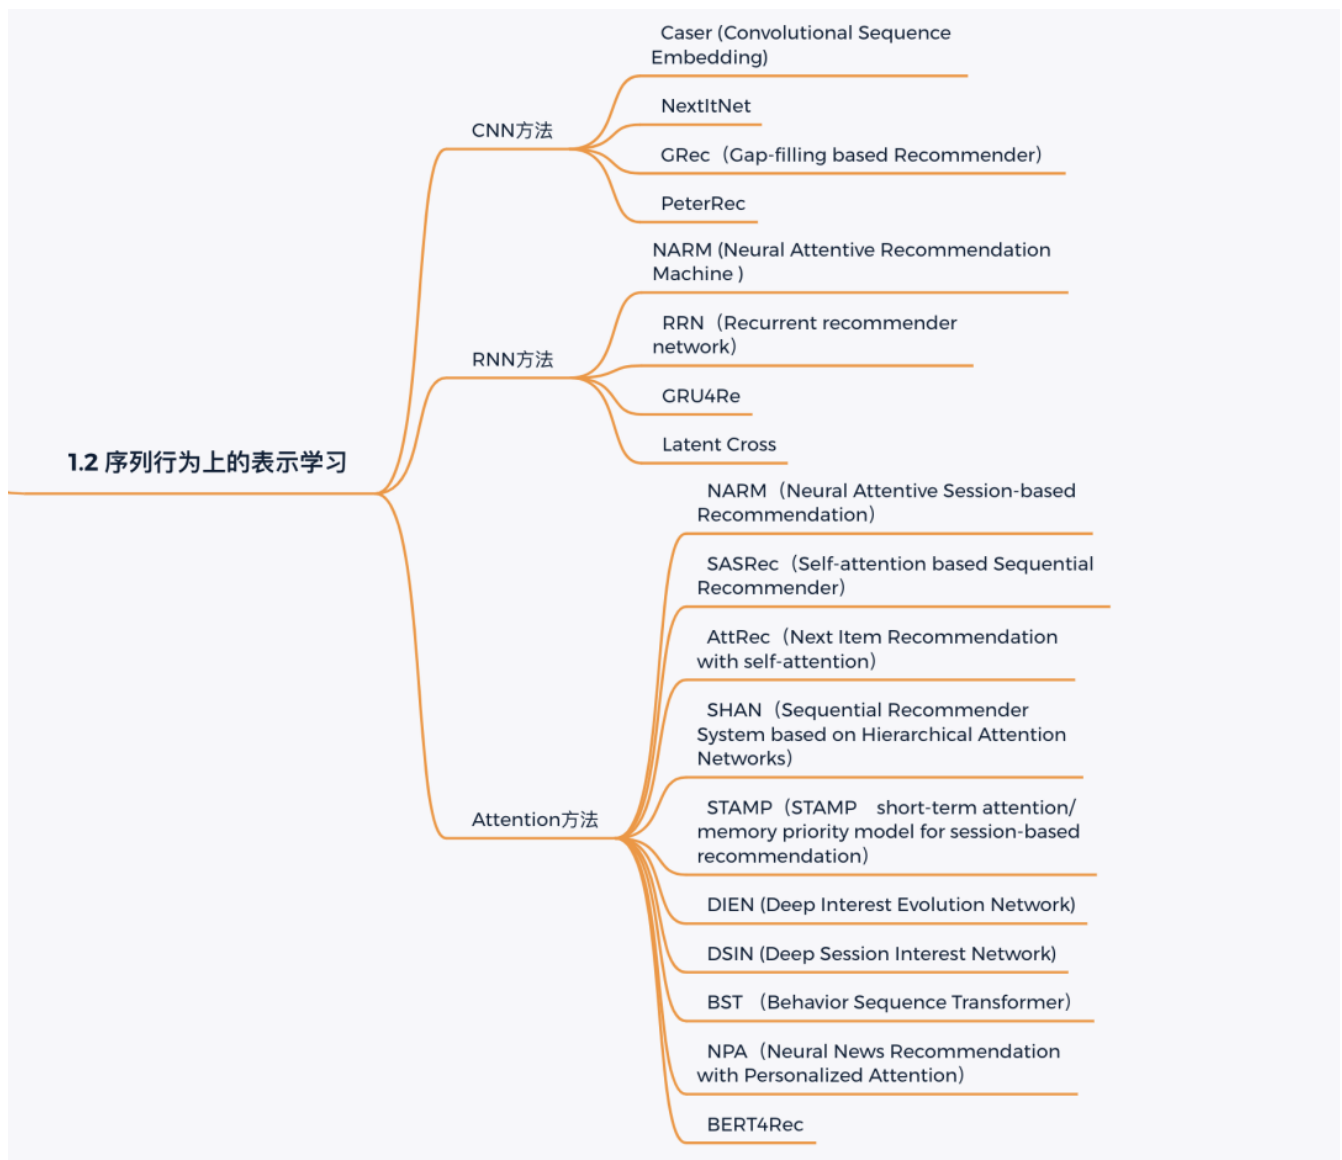 1.2 序列行为上的表示学习
CNN方法
Caser (Convolutional Sequence
Embedding)
NextItNet
GRec（Gap-filling based Recommender）
PeterRec
RNN方法
NARM (Neural Attentive Recommendation
Machine )
RRN（Recurrent recommender
network）
GRU4Re
Latent Cross
Attention方法
NARM（Neural Attentive Session-based
Recommendation）
SASRec（Self-attention based Sequential
Recommender）
AttRec（Next Item Recommendation
with self-attention）
SHAN（Sequential Recommender
System based on Hierarchical Attention
Networks）
STAMP（STAMP  short-term attention/
memory priority model for session-based
recommendation）
DIEN (Deep Interest Evolution Network)
DSIN (Deep Session Interest Network)
BST （Behavior Sequence Transformer）
NPA（Neural News Recommendation
with Personalized Attention）
BERT4Rec